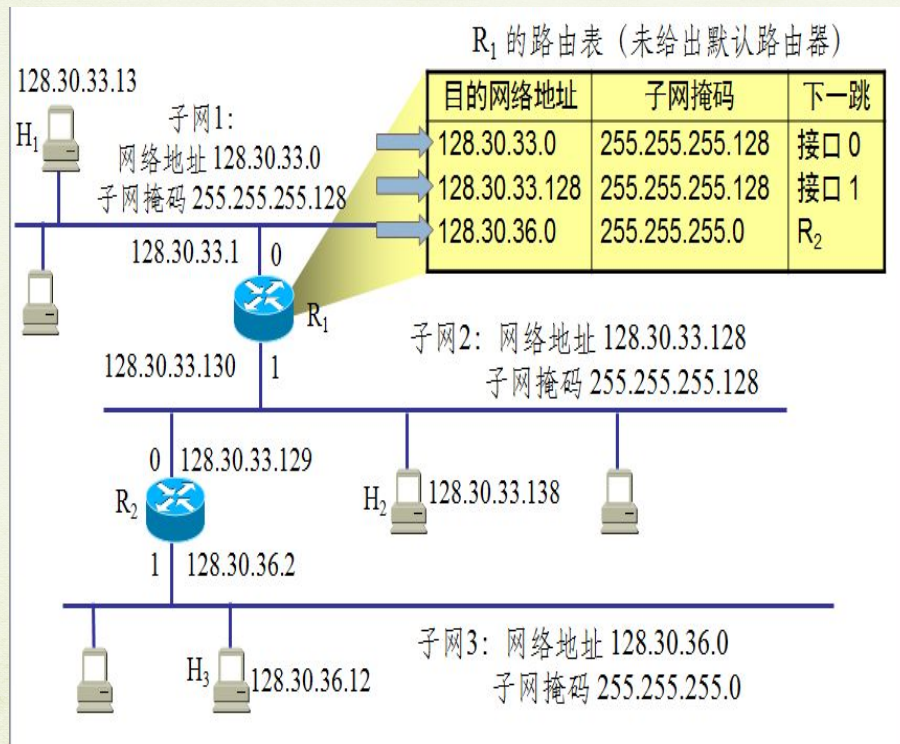 R₁ 的路由表（未给出默认路由器）
目的网络地址 子网掩码 下一跳
128.30.33.0 255.255.255.128 接口 0
128.30.33.128 255.255.255.128 接口 1
128.30.36.0 255.255.255.0 R₂
128.30.33.13
H₁
子网1：
网络地址 128.30.33.0
子网掩码 255.255.255.128
128.30.33.1 0
R₁
128.30.33.130 1
子网2：网络地址 128.30.33.128
子网掩码 255.255.255.128
0 128.30.33.129
R₂
H₂ 128.30.33.138
1 128.30.36.2
子网3：网络地址 128.30.36.0
子网掩码 255.255.255.0
H₃ 128.30.36.12